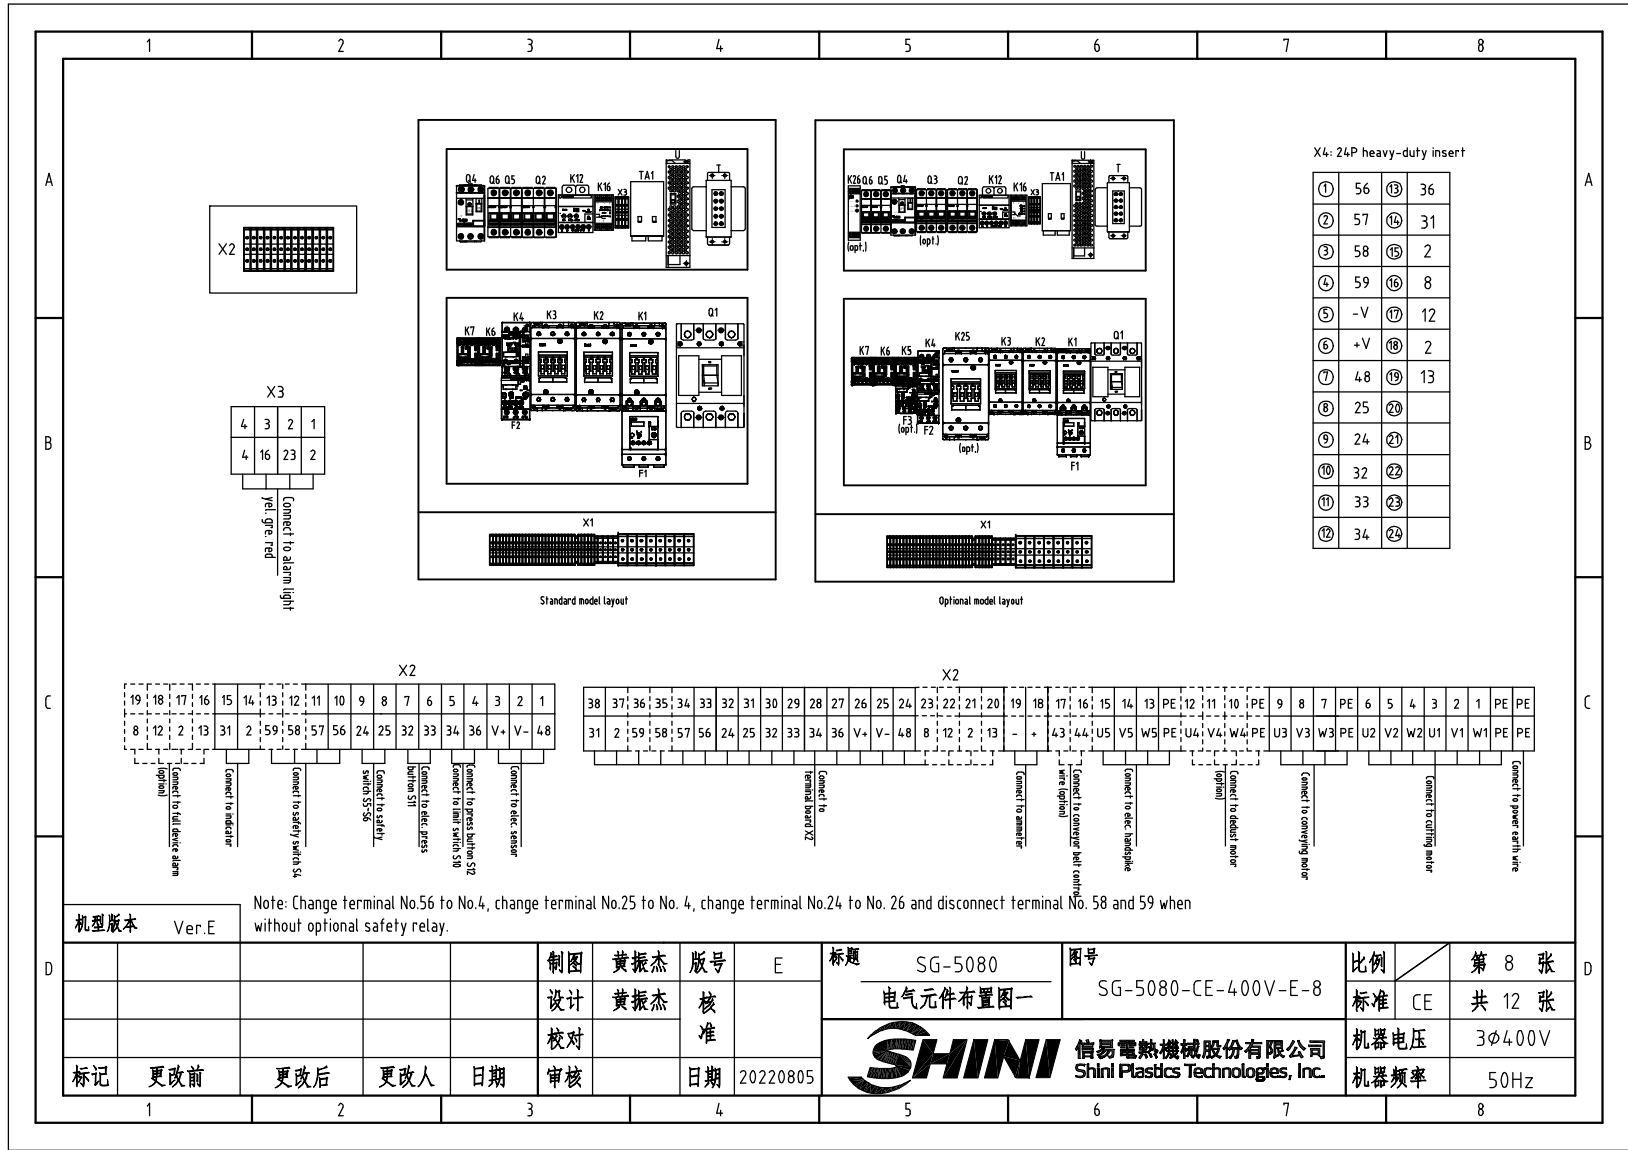 1 2 3 4 5 6 7 8
A
A
B
B
C
C
D
D
X2
X3
4 3 2 1
4 16 23 2
Connect to alarm light
yel. gre. red
Q4 Q6 Q5 Q2 K12 K16 X3 TA1 U T
K7 K6 K4 K3 K2 K1 Q1
F2
F1
X1
Standard model layout
K26 Q6 Q5 Q4 Q3 Q2 K12 K16 X3 TA1 U T
(opt.) (opt.)
K7 K6 K5 K4 K25 K3 K2 K1 Q1
F3
(opt.)
F2
(opt.)
F1
X1
Optional model layout
X4: 24P heavy-duty insert
① 56 ⑬ 36
② 57 ⑭ 31
③ 58 ⑮ 2
④ 59 ⑯ 8
⑤ -V ⑰ 12
⑥ +V ⑱ 2
⑦ 48 ⑲ 13
⑧ 25 ⑳
⑨ 24 ㉑
⑩ 32 ㉒
⑪ 33 ㉓
⑫ 34 ㉔
X2
19 18 17 16 15 14 13 12 11 10 9 8 7 6 5 4 3 2 1
8 12 2 13 31 2 59 58 57 56 24 25 32 33 34 36 V+ V- 48
Connect to full device alarm
(option)
Connect to indicator
Connect to safety switch S4
Connect to safety
switch S5-S6
Connect to elec. press
button S11
Connect to press button S12
Connect to limit swtich S10
Connect to elec. sensor
X2
38 37 36 35 34 33 32 31 30 29 28 27 26 25 24 23 22 21 20 19 18 17 16 15 14 13 PE 12 11 10 PE 9 8 7 PE 6 5 4 3 2 1 PE PE
31 2 59 58 57 56 24 25 32 33 34 36 V+ V- 48 8 12 2 13 - + 43 44 U5 V5 W5 PE U4 V4 W4 PE U3 V3 W3 PE U2 V2 W2 U1 V1 W1 PE PE
Connect to
terminal board X2
Connect to ammeter
Connect to conveyor belt control
wire (option)
Connect to elec. handspike
Connect to dedust motor
(option)
Connect to conveying motor
Connect to cutting motor
Connect to power earth wire
Note: Change terminal No.56 to No.4, change terminal No.25 to No. 4, change terminal No.24 to No. 26 and disconnect terminal No. 58 and 59 when
without optional safety relay.
机型版本 Ver.E
制图 黄振杰 版号 E
设计 黄振杰 核准
校对
标记 更改前 更改后 更改人 日期 审核 日期 20220805
标题 SG-5080
电气元件布置图一
图号
SG-5080-CE-400V-E-8
SHINI
信易電熱機械股份有限公司
Shini Plastics Technologies, Inc.
比例 第 8 张
标准 CE 共 12 张
机器电压 3Φ400V
机器频率 50Hz
1 2 3 4 5 6 7 8